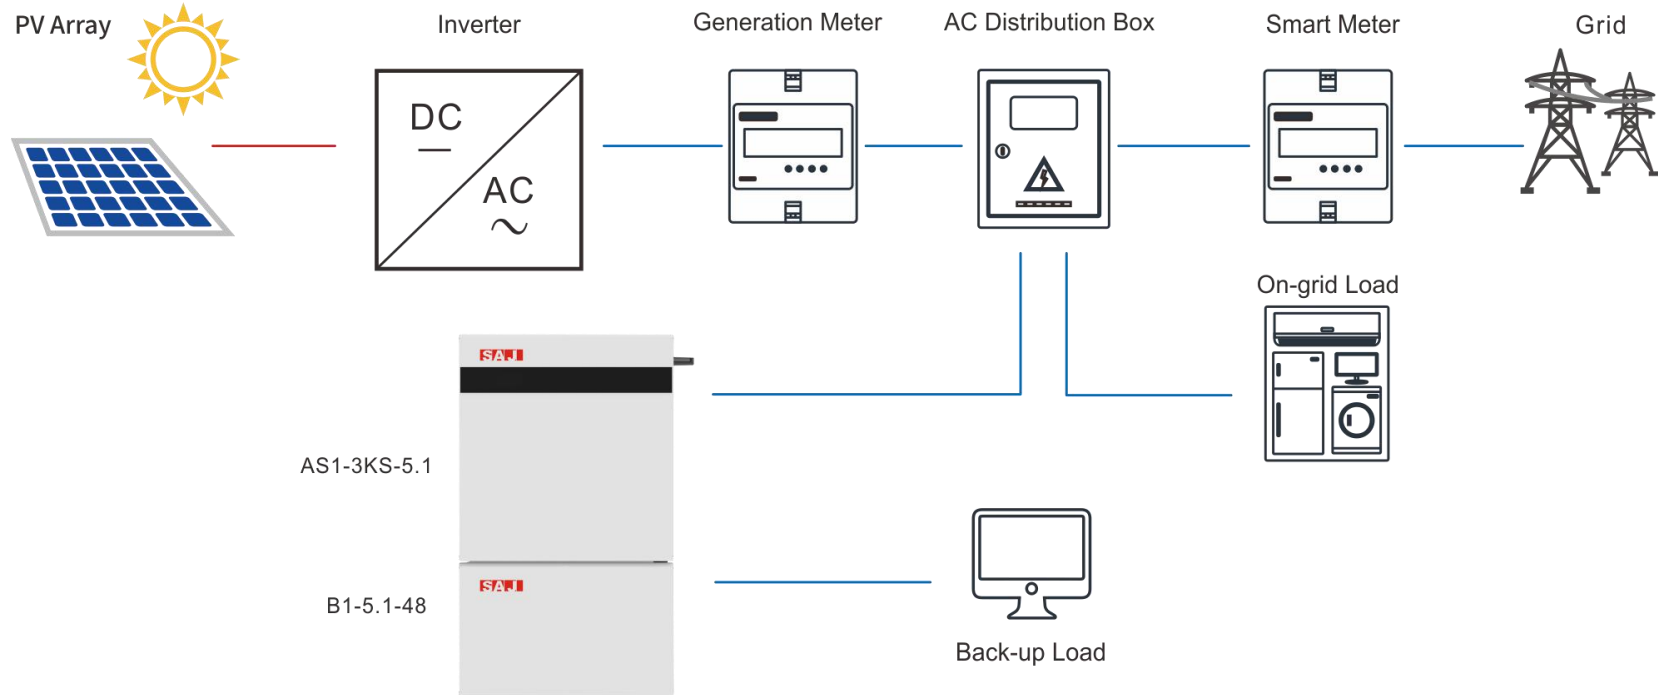 PV Array
Inverter
Generation Meter
AC Distribution Box
Smart Meter
Grid
DC
AC
On-grid Load
SAJ
AS1-3KS-5.1
SAJ
B1-5.1-48
Back-up Load